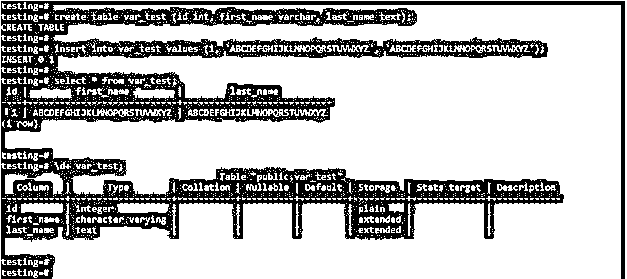 testing=#
testing=# create table var_test (id int, first_name varchar, last_name text);
CREATE TABLE
testing=#
testing=# insert into var_test values (1, 'ABCDEFGHIJKLMNOPQRSTUVWXYZ', 'ABCDEFGHIJKLMNOPQRSTUVWXYZ');
INSERT 0 1
testing=#
testing=# select * from var_test;
id | first_name | last_name
1 | ABCDEFGHIJKLMNOPQRSTUVWXYZ | ABCDEFGHIJKLMNOPQRSTUVWXYZ
(1 row)
testing=#
testing=# \d+ var_test;
Table "public.var_test"
Column | Type | Collation | Nullable | Default | Storage | Stats target | Description
id | integer | | | | plain | |
first_name | character varying | | | | extended | |
last_name | text | | | | extended | |
testing=#
testing=#